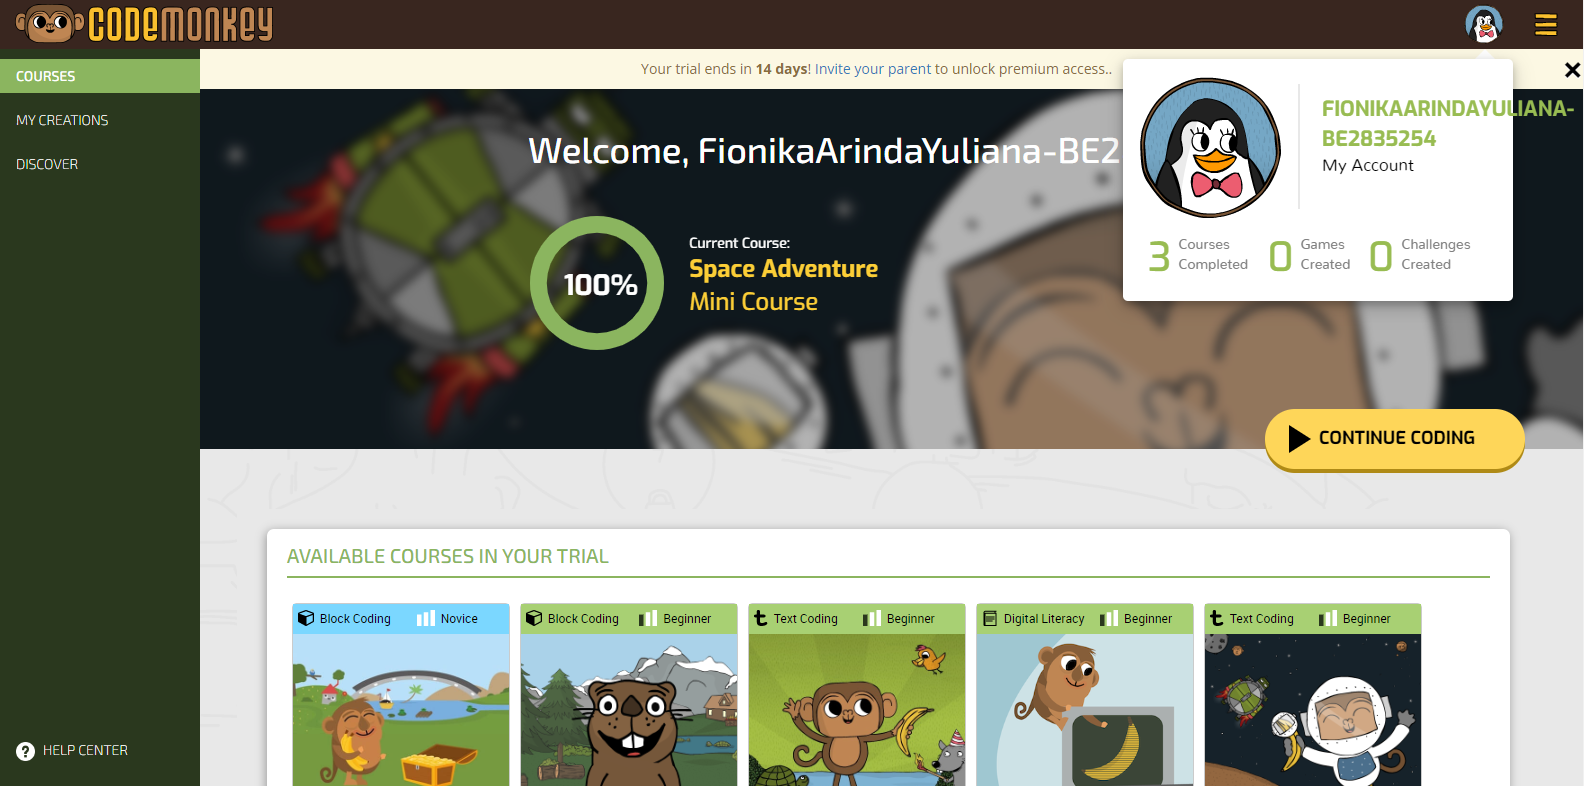 CODEMONKEY
COURSES
MY CREATIONS
DISCOVER
HELP CENTER
Your trial ends in 14 days! Invite your parent to unlock premium access..
Welcome, FionikaArindaYuliana-BE2
100%
Current Course:
Space Adventure
Mini Course
FIONIKAARINDAYULIANA-
BE2835254
My Account
3 Courses Completed
0 Games Created
0 Challenges Created
CONTINUE CODING
AVAILABLE COURSES IN YOUR TRIAL
Block Coding Novice
Block Coding Beginner
Text Coding Beginner
Digital Literacy Beginner
Text Coding Beginner